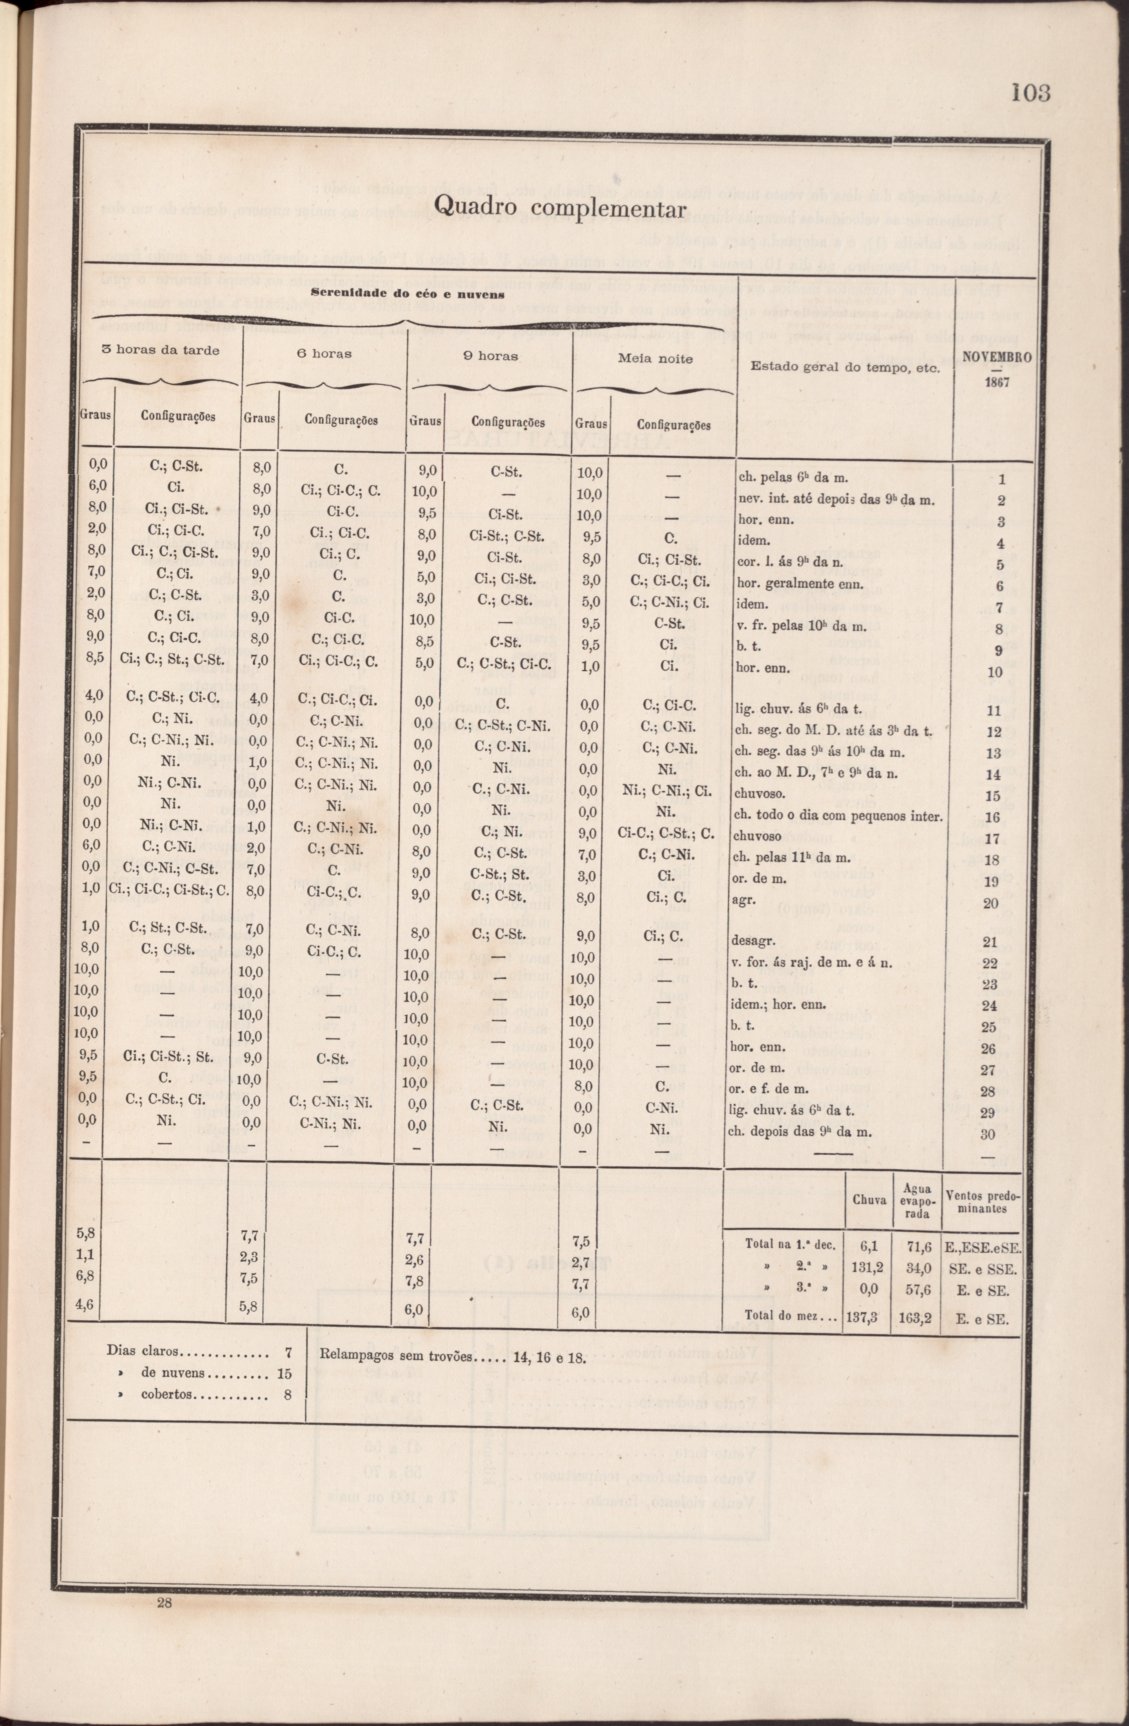 103
Quadro complementar
Serenidade do céo e nuvens
3 horas da tarde 6 horas 9 horas Meia noite Estado geral do tempo, etc. NOVEMBRO
—
1867
Graus Configurações Graus Configurações Graus Configurações Graus Configurações
0,0 C.; C-St. 8,0 C. 9,0 C-St. 10,0 — ch. pelas 6ʰ da m. 1
6,0 Ci. 8,0 Ci.; Ci-C.; C. 10,0 — 10,0 — nev. int. até depois das 9ʰ da m. 2
8,0 Ci.; Ci-St. 9,0 Ci-C. 9,5 Ci-St. 10,0 — hor. enn. 3
2,0 Ci.; Ci-C. 7,0 Ci.; Ci-C. 8,0 Ci-St.; C-St. 9,5 C. idem. 4
8,0 Ci.; C.; Ci-St. 9,0 Ci.; C. 9,0 Ci-St. 8,0 Ci.; Ci-St. cor. l. ás 9ʰ da n. 5
7,0 C.; Ci. 9,0 C. 5,0 Ci.; Ci-St. 3,0 C.; Ci-C.; Ci. hor. geralmente enn. 6
2,0 C.; C-St. 3,0 C. 3,0 C.; C-St. 5,0 C.; C-Ni.; Ci. idem. 7
8,0 C.; Ci. 9,0 Ci-C. 10,0 — 9,5 C-St. v. fr. pelas 10ʰ da m. 8
9,0 C.; Ci-C. 8,0 C.; Ci-C. 8,5 C-St. 9,5 Ci. b. t. 9
8,5 Ci.; C.; St.; C-St. 7,0 Ci.; Ci-C.; C. 5,0 C.; C-St.; Ci-C. 1,0 Ci. hor. enn. 10
4,0 C.; C-St.; Ci-C. 4,0 C.; Ci-C.; Ci. 0,0 C. 0,0 C.; Ci-C. lig. chuv. ás 6ʰ da t. 11
0,0 C.; Ni. 0,0 C.; C-Ni. 0,0 C.; C-St.; C-Ni. 0,0 C.; C-Ni. ch. seg. do M. D. até ás 3ʰ da t. 12
0,0 C.; C-Ni.; Ni. 0,0 C.; C-Ni.; Ni. 0,0 C.; C-Ni. 0,0 C.; C-Ni. ch. seg. das 9ʰ ás 10ʰ da m. 13
0,0 Ni. 1,0 C.; C-Ni.; Ni. 0,0 Ni. 0,0 Ni. ch. ao M. D., 7ʰ e 9ʰ da n. 14
0,0 Ni.; C-Ni. 0,0 C.; C-Ni.; Ni. 0,0 C.; C-Ni. 0,0 Ni.; C-Ni.; Ci. chuvoso. 15
0,0 Ni. 0,0 Ni. 0,0 Ni. 0,0 Ni. ch. todo o dia com pequenos inter. 16
0,0 Ni.; C-Ni. 1,0 C.; C-Ni.; Ni. 0,0 C.; Ni. 9,0 Ci-C.; C-St.; C. chuvoso 17
6,0 C.; C-Ni. 2,0 C.; C-Ni. 8,0 C.; C-St. 7,0 C.; C-Ni. ch. pelas 11ʰ da m. 18
0,0 C.; C-Ni.; C-St. 7,0 C. 9,0 C-St.; St. 3,0 Ci. or. de m. 19
1,0 Ci.; Ci-C.; Ci-St.; C. 8,0 Ci-C.; C. 9,0 C.; C-St. 8,0 Ci.; C. agr. 20
1,0 C.; St.; C-St. 7,0 C.; C-Ni. 8,0 C.; C-St. 9,0 Ci.; C. desagr. 21
8,0 C.; C-St. 9,0 Ci-C.; C. 10,0 — 10,0 — v. for. ás raj. de m. e á n. 22
10,0 — 10,0 — 10,0 — 10,0 — b. t. 23
10,0 — 10,0 — 10,0 — 10,0 — idem.; hor. enn. 24
10,0 — 10,0 — 10,0 — 10,0 — b. t. 25
10,0 — 10,0 — 10,0 — 10,0 — hor. enn. 26
9,5 Ci.; Ci-St.; St. 9,0 C-St. 10,0 — 10,0 — or. de m. 27
9,5 C. 10,0 — 10,0 — 8,0 C. or. e f. de m. 28
0,0 C.; C-St.; Ci. 0,0 C.; C-Ni.; Ni. 0,0 C.; C-St. 0,0 C-Ni. lig. chuv. ás 6ʰ da t. 29
0,0 Ni. 0,0 C-Ni.; Ni. 0,0 Ni. 0,0 Ni. ch. depois das 9ʰ da m. 30
– — – — – — – — — —
Chuva Agua evapo-rada Ventos predo-minantes
5,8 7,7 7,7 7,5 Total na 1.ª dec. 6,1 71,6 E.,ESE.eSE.
1,1 2,3 2,6 2,7 » 2.ª » 131,2 34,0 SE. e SSE.
6,8 7,5 7,8 7,7 » 3.ª » 0,0 57,6 E. e SE.
4,6 5,8 6,0 6,0 Total do mez... 137,3 163,2 E. e SE.
Dias claros............. 7 Relampagos sem trovões..... 14, 16 e 18.
» de nuvens......... 15
» cobertos........... 8
28